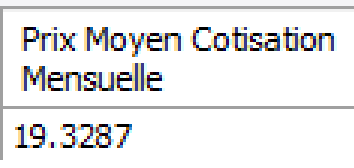 Prix Moyen Cotisation
Mensuelle
19.3287